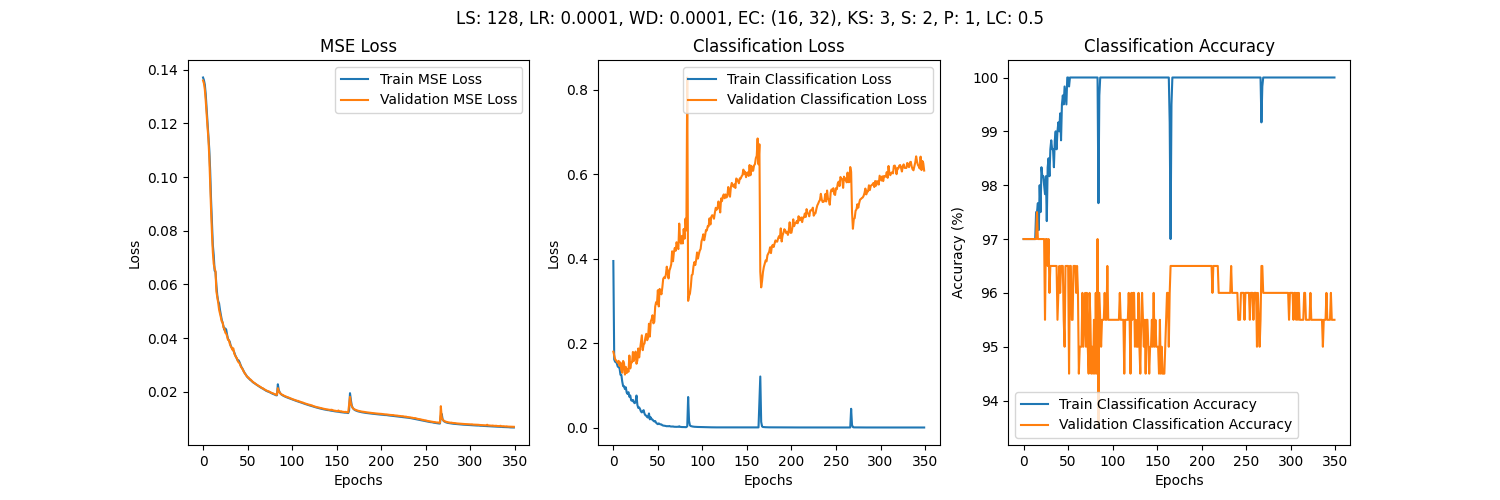 LS: 128, LR: 0.0001, WD: 0.0001, EC: (16, 32), KS: 3, S: 2, P: 1, LC: 0.5
MSE Loss
Loss
0.14
0.12
0.10
0.08
0.06
0.04
0.02
Train MSE Loss
Validation MSE Loss
0 50 100 150 200 250 300 350
Epochs
Classification Loss
Loss
0.8
0.6
0.4
0.2
0.0
Train Classification Loss
Validation Classification Loss
0 50 100 150 200 250 300 350
Epochs
Classification Accuracy
Accuracy (%)
100
99
98
97
96
95
94
Train Classification Accuracy
Validation Classification Accuracy
0 50 100 150 200 250 300 350
Epochs